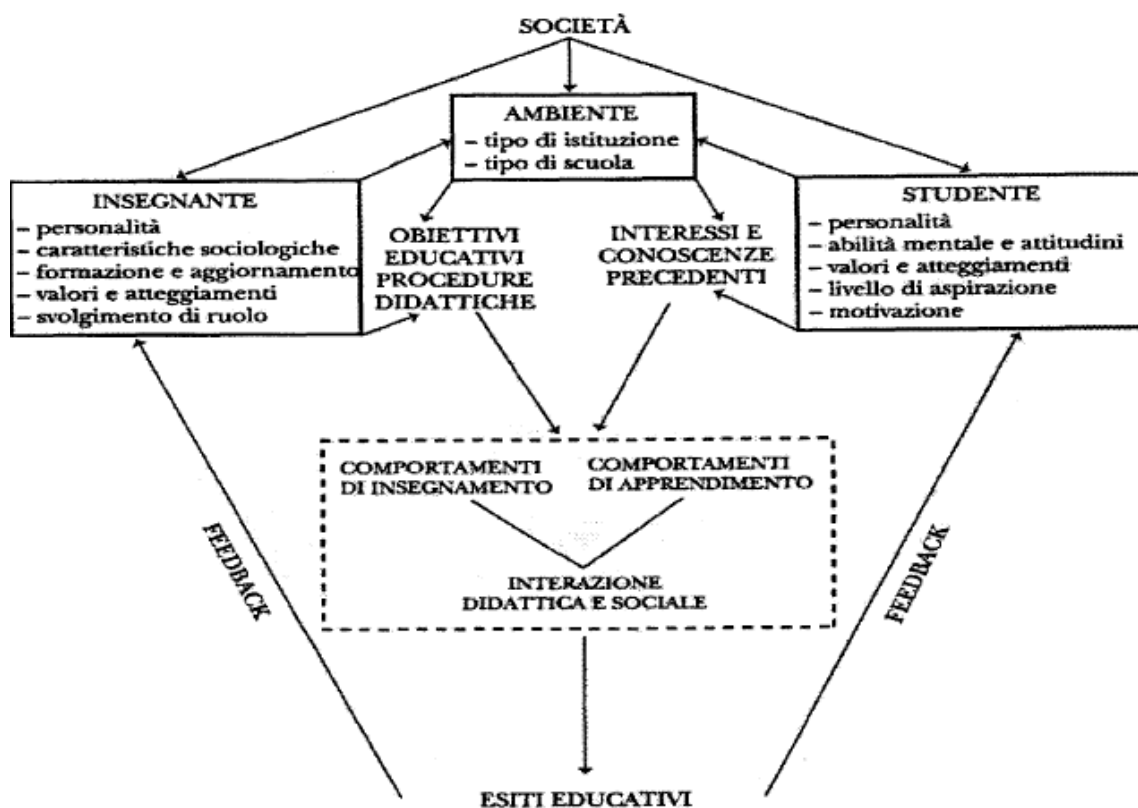 SOCIETÀ
AMBIENTE
– tipo di istituzione
– tipo di scuola
INSEGNANTE
– personalità
– caratteristiche sociologiche
– formazione e aggiornamento
– valori e atteggiamenti
– svolgimento di ruolo
OBIETTIVI
EDUCATIVI
PROCEDURE
DIDATTICHE
INTERESSI E
CONOSCENZE
PRECEDENTI
STUDENTE
– personalità
– abilità mentale e attitudini
– valori e atteggiamenti
– livello di aspirazione
– motivazione
COMPORTAMENTI
DI INSEGNAMENTO
COMPORTAMENTI
DI APPRENDIMENTO
INTERAZIONE
DIDATTICA E SOCIALE
FEEDBACK
FEEDBACK
ESITI EDUCATIVI